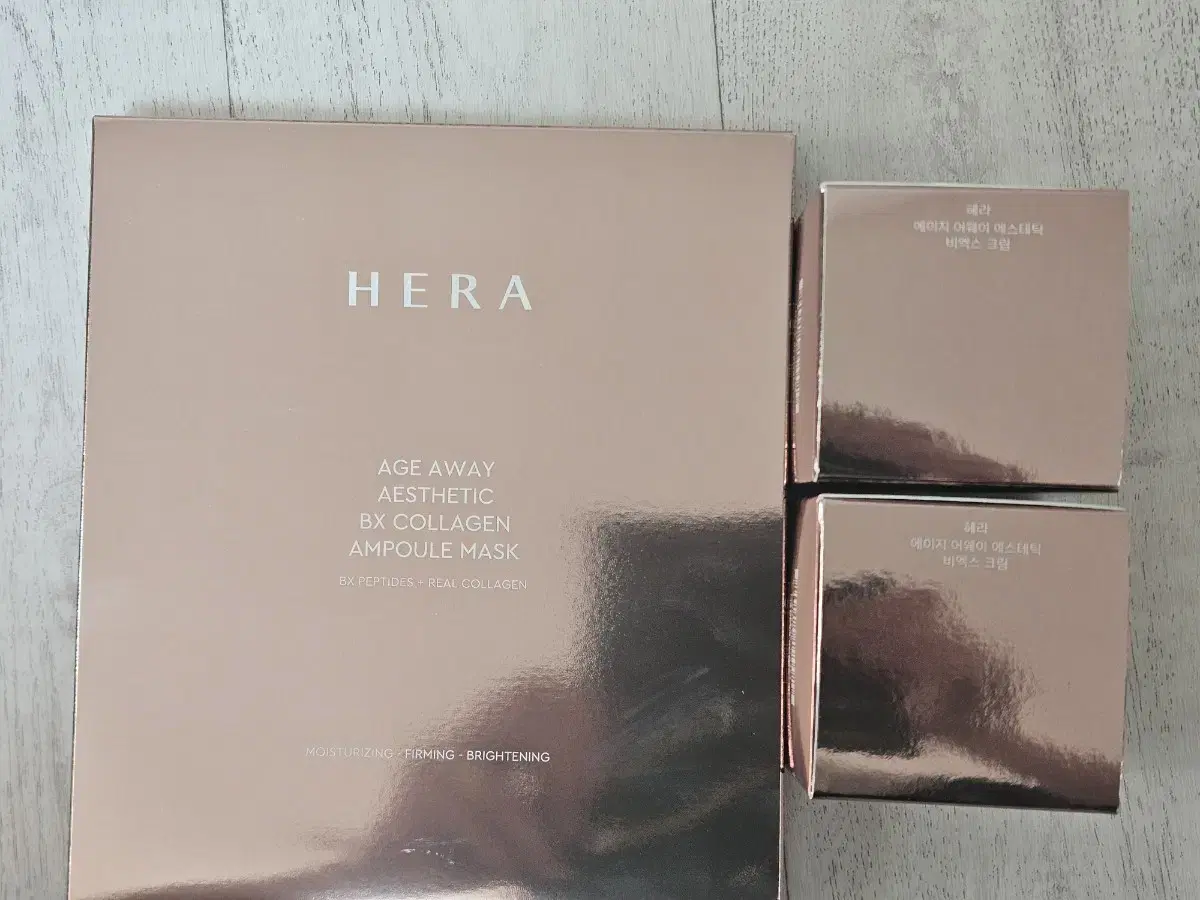 HERA
AGE AWAY
AESTHETIC
BX COLLAGEN
AMPOULE MASK
BX PEPTIDES + REAL COLLAGEN
MOISTURIZING - FIRMING - BRIGHTENING
헤라
에이지 어웨이 에스테틱
비엑스 크림
헤라
에이지 어웨이 에스테틱
비엑스 크림